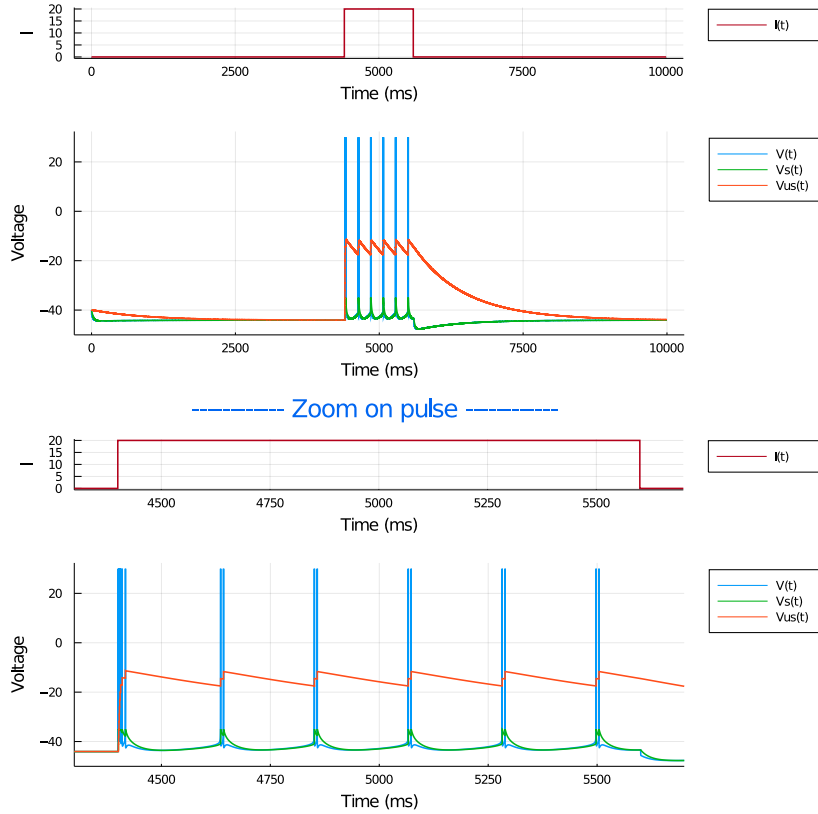 I
20
15
10
5
0
0 2500 5000 7500 10000
Time (ms)
I(t)
Voltage
20
0
−20
−40
0 2500 5000 7500 10000
Time (ms)
V(t)
Vs(t)
Vus(t)
---------- Zoom on pulse ----------
I
20
15
10
5
0
4500 4750 5000 5250 5500
Time (ms)
I(t)
Voltage
20
0
−20
−40
4500 4750 5000 5250 5500
Time (ms)
V(t)
Vs(t)
Vus(t)